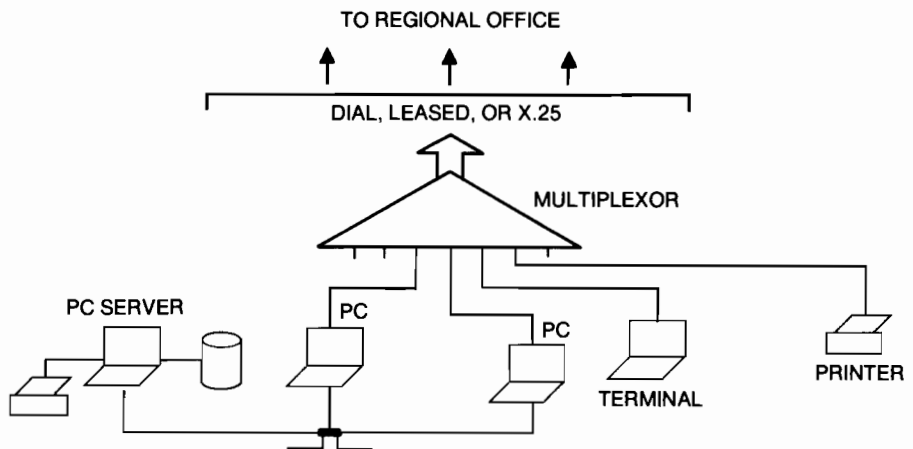 TO REGIONAL OFFICE
DIAL, LEASED, OR X.25
MULTIPLEXOR
PC SERVER
PC
PC
TERMINAL
PRINTER